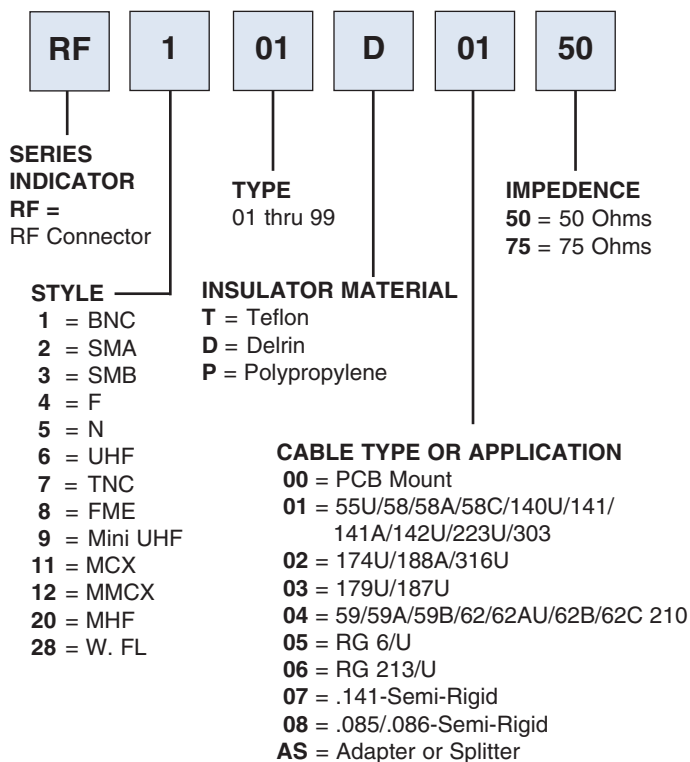 RF 1 01 D 01 50
SERIES
INDICATOR
RF =
RF Connector
TYPE
01 thru 99
IMPEDENCE
50 = 50 Ohms
75 = 75 Ohms
STYLE
1 = BNC
2 = SMA
3 = SMB
4 = F
5 = N
6 = UHF
7 = TNC
8 = FME
9 = Mini UHF
11 = MCX
12 = MMCX
20 = MHF
28 = W. FL
INSULATOR MATERIAL
T = Teflon
D = Delrin
P = Polypropylene
CABLE TYPE OR APPLICATION
00 = PCB Mount
01 = 55U/58/58A/58C/140U/141/
141A/142U/223U/303
02 = 174U/188A/316U
03 = 179U/187U
04 = 59/59A/59B/62/62AU/62B/62C 210
05 = RG 6/U
06 = RG 213/U
07 = .141-Semi-Rigid
08 = .085/.086-Semi-Rigid
AS = Adapter or Splitter